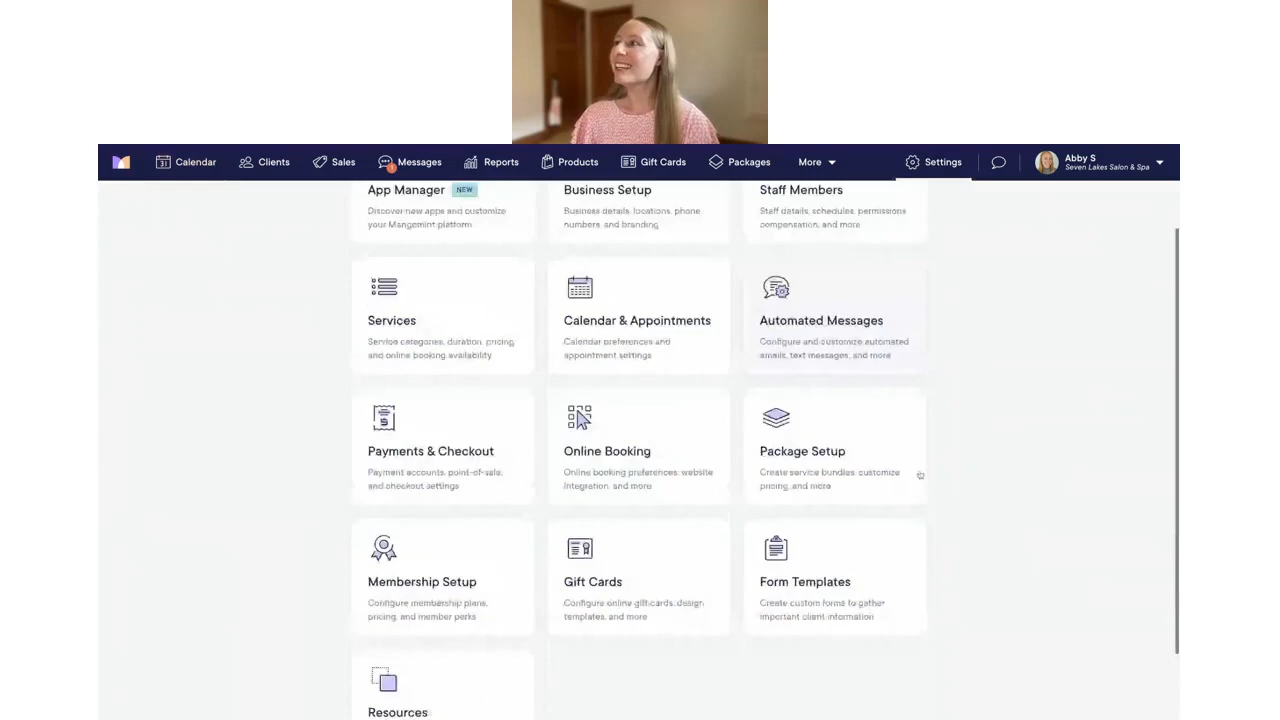 31 Calendar Clients Sales Messages Reports Products Gift Cards Packages More Settings Abby S
Seven Lakes Salon & Spa
App Manager NEW
Discover new apps and customize
your Mangomint platform
Business Setup
Business details, locations, phone
numbers, and branding
Staff Members
Staff details, schedules, permissions
compensation, and more
Services
Service categories, duration, pricing,
and online booking availability
Calendar & Appointments
Calendar preferences and
appointment settings
Automated Messages
Configure and customize automated
emails, text messages, and more
Payments & Checkout
Payment accounts, point-of-sale,
and checkout settings
Online Booking
Online booking preferences, website
integration, and more
Package Setup
Create service bundles, customize
pricing, and more
Membership Setup
Configure membership plans,
pricing, and member perks
Gift Cards
Configure online gift cards, design
templates, and more
Form Templates
Create custom forms to gather
important client information
Resources